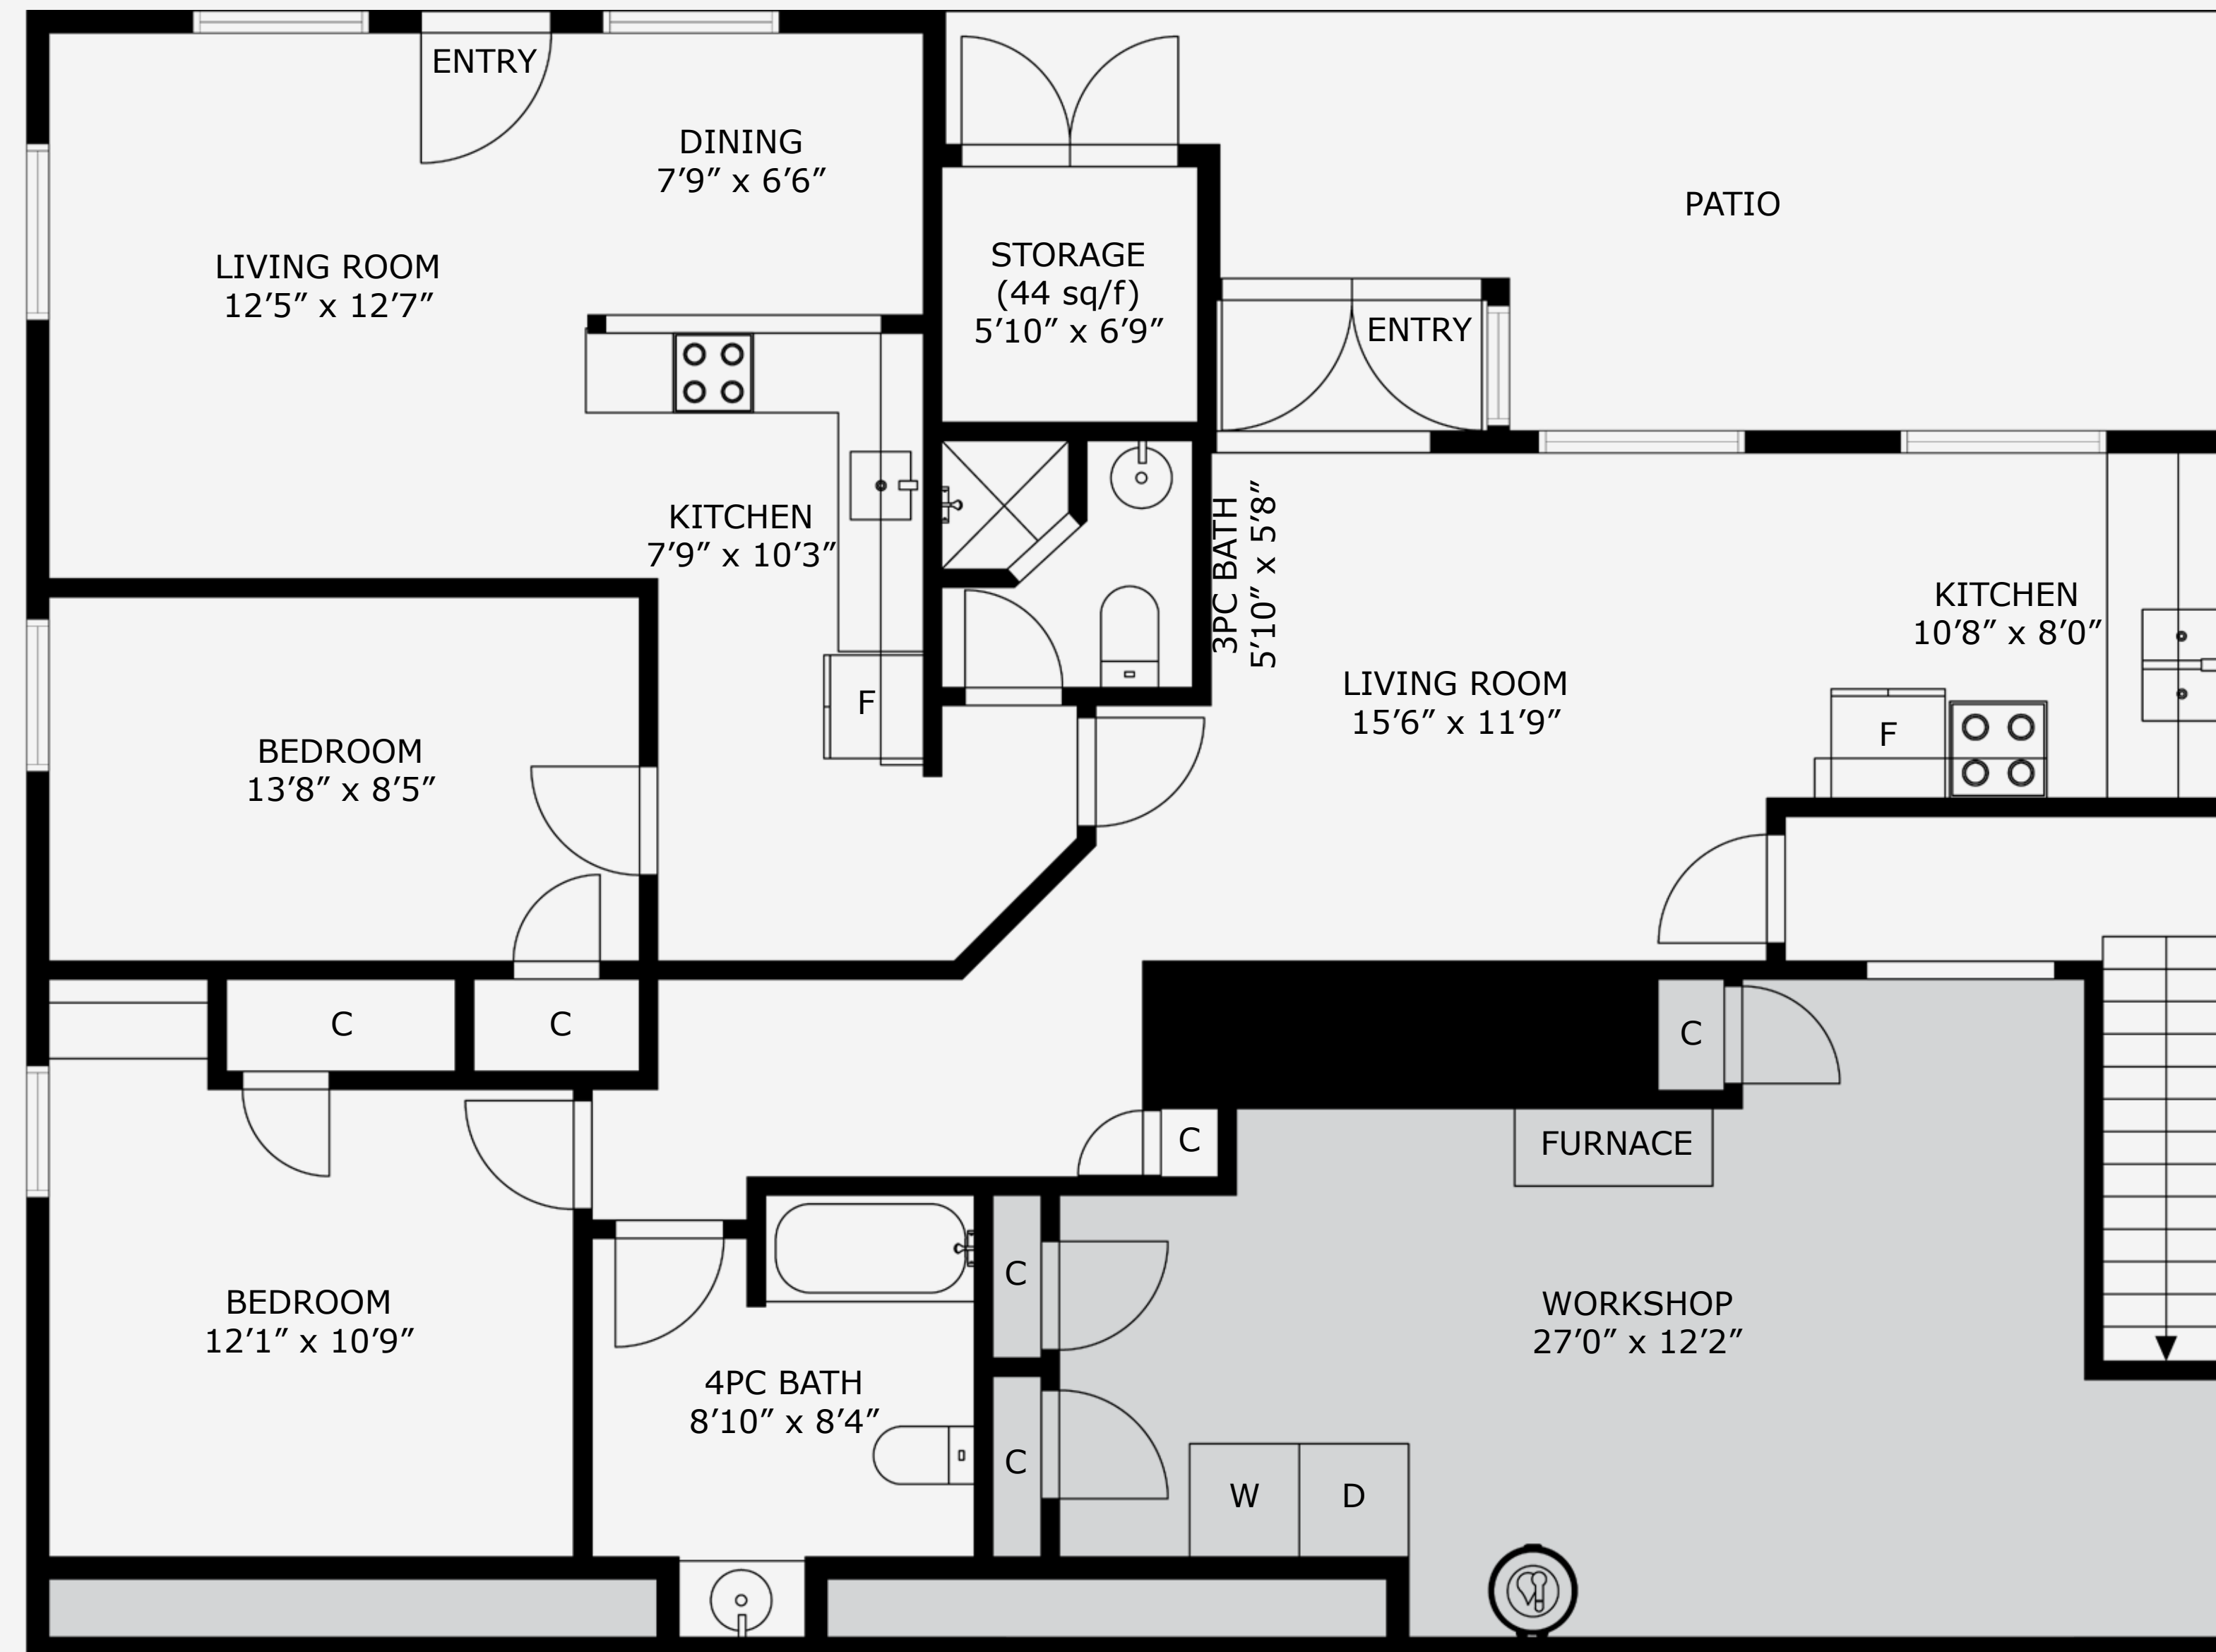 ENTRY
DINING
7’9” x 6’6”
LIVING ROOM
12’5” x 12’7”
STORAGE
(44 sq/f)
5’10” x 6’9”
PATIO
ENTRY
KITCHEN
7’9” x 10’3”
F
3PC BATH
5’10” x 5’8”
LIVING ROOM
15’6” x 11’9”
KITCHEN
10’8” x 8’0”
F
BEDROOM
13’8” x 8’5”
C
C
C
C
FURNACE
BEDROOM
12’1” x 10’9”
4PC BATH
8’10” x 8’4”
C
C
WORKSHOP
27’0” x 12’2”
W
D